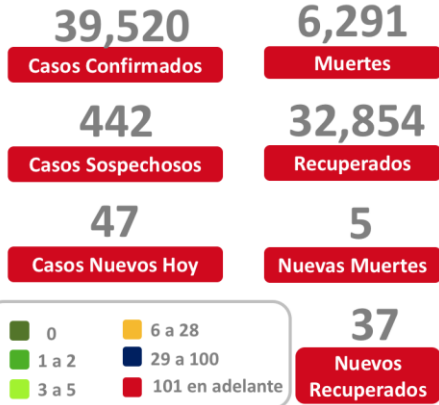 39,520
Casos Confirmados
6,291
Muertes
442
Casos Sospechosos
32,854
Recuperados
47
Casos Nuevos Hoy
5
Nuevas Muertes
0
1 a 2
3 a 5
6 a 28
29 a 100
101 en adelante
37
Nuevos
Recuperados